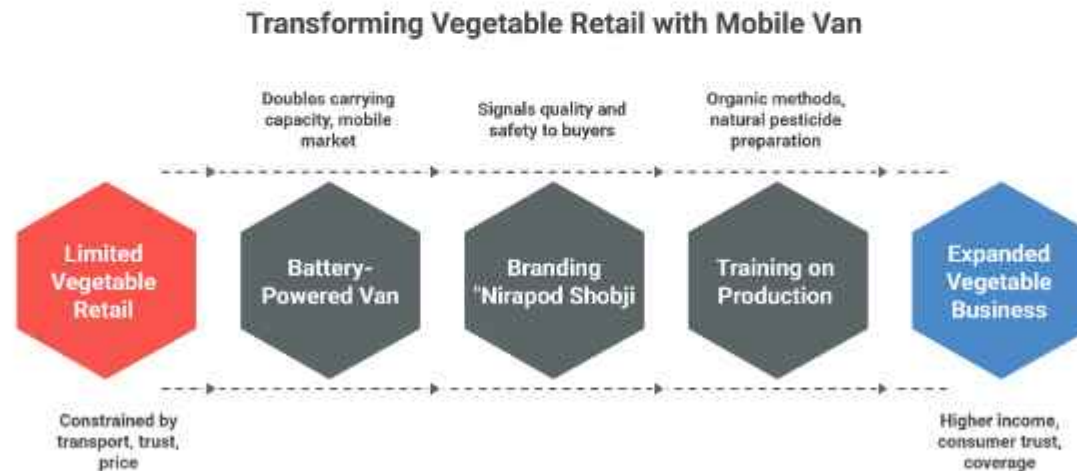 Transforming Vegetable Retail with Mobile Van
Doubles carrying
capacity, mobile
market
Signals quality and
safety to buyers
Organic methods,
natural pesticide
preparation
Limited
Vegetable
Retail
Battery-
Powered Van
Branding
"Nirapod Shobji
Training on
Production
Expanded
Vegetable
Business
Constrained by
transport, trust,
price
Higher income,
consumer trust,
coverage